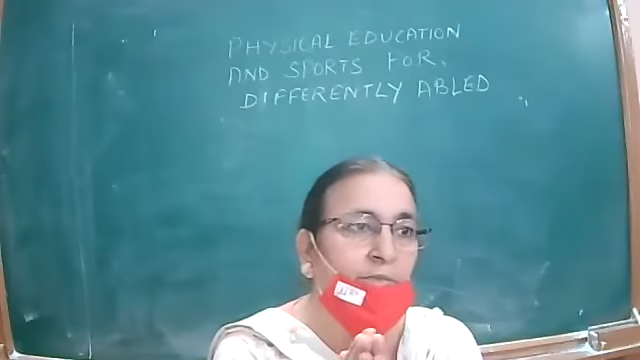 PHYSICAL EDUCATION
AND SPORTS FOR,
DIFFERENTLY ABLED